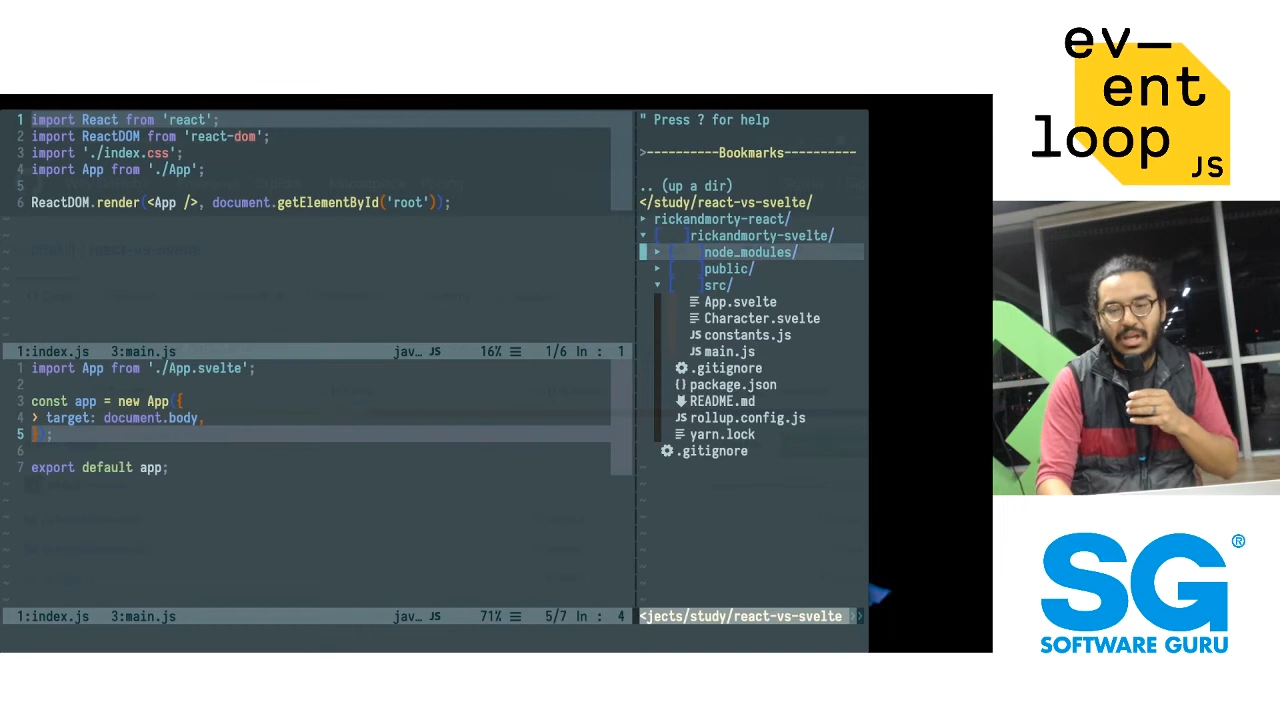 1 import React from 'react';
2 import ReactDOM from 'react-dom';
3 import './index.css';
4 import App from './App';
5
6 ReactDOM.render(<App />, document.getElementById('root'));
1:index.js 3:main.js jav… JS 16% 1/6 ln : 1
1 import App from './App.svelte';
2
3 const app = new App({
4 › target: document.body,
5 });
6
7 export default app;
1:index.js 3:main.js jav… JS 71% 5/7 ln : 4
" Press ? for help
>----------Bookmarks----------
.. (up a dir)
</study/react-vs-svelte/
▸ rickandmorty-react/
▾ [ ]rickandmorty-svelte/
▸ [ ]node_modules/
▸ [ ]public/
▾ [ ]src/
App.svelte
Character.svelte
JS constants.js
JS main.js
.gitignore
{} package.json
README.md
JS rollup.config.js
yarn.lock
.gitignore
<jects/study/react-vs-svelte
ev—
ent
loop
JS
SG®
SOFTWARE GURU